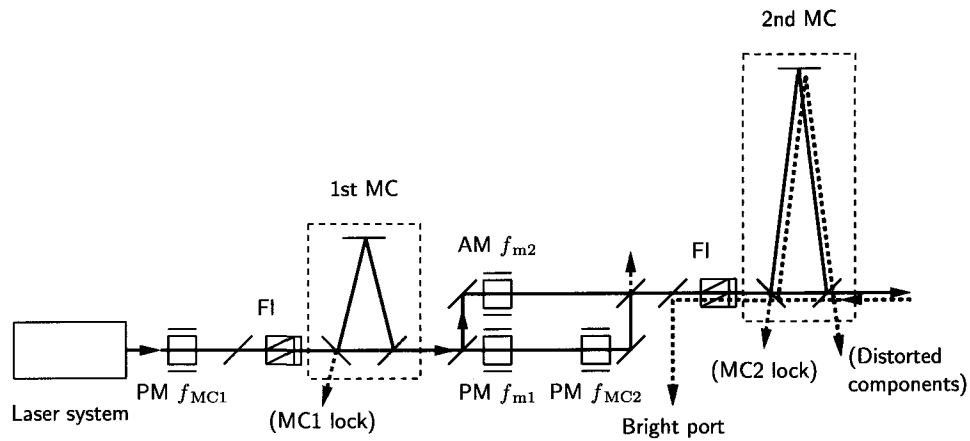 2nd MC
1st MC
AM f_m2
FI
FI
PM f_MC1
PM f_m1
PM f_MC2
(MC2 lock)
(Distorted
components)
Laser system
(MC1 lock)
Bright port